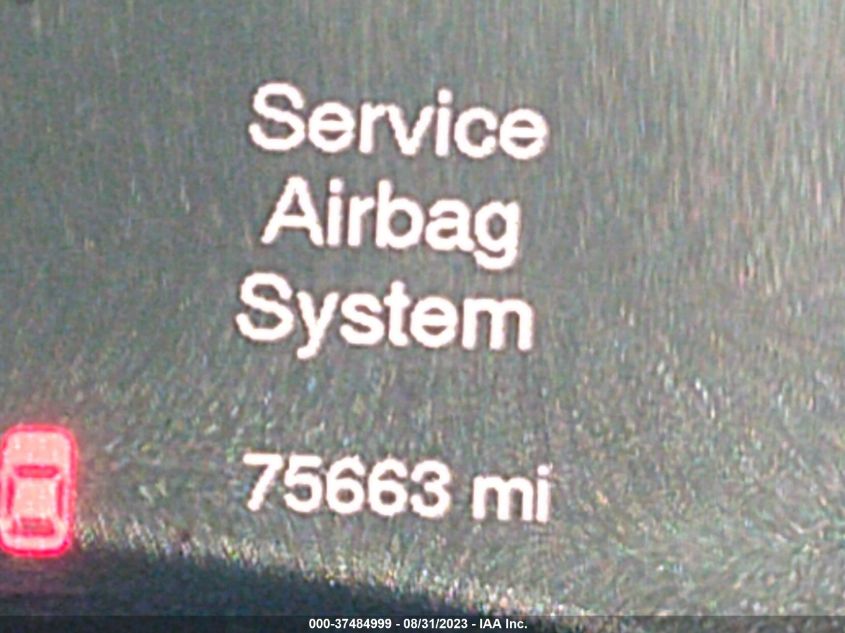 Service
Airbag
System
75663 mi
000-37484999 - 08/31/2023 - IAA Inc.